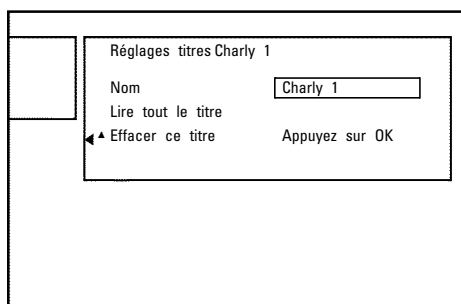 Réglages titres Charly 1
Nom Charly 1
Lire tout le titre
Effacer ce titre Appuyez sur OK